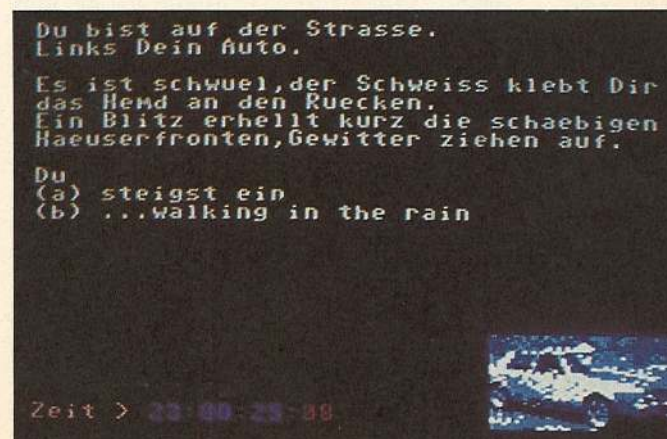 Du bist auf der Strasse.
Links Dein Auto.
Es ist schwuel,der Schweiss klebt Dir
das Hemd an den Ruecken.
Ein Blitz erhellt kurz die schaebigen
Haeuserfronten,Gewitter ziehen auf.
Du
(a) steigst ein
(b) ...walking in the rain
Zeit >